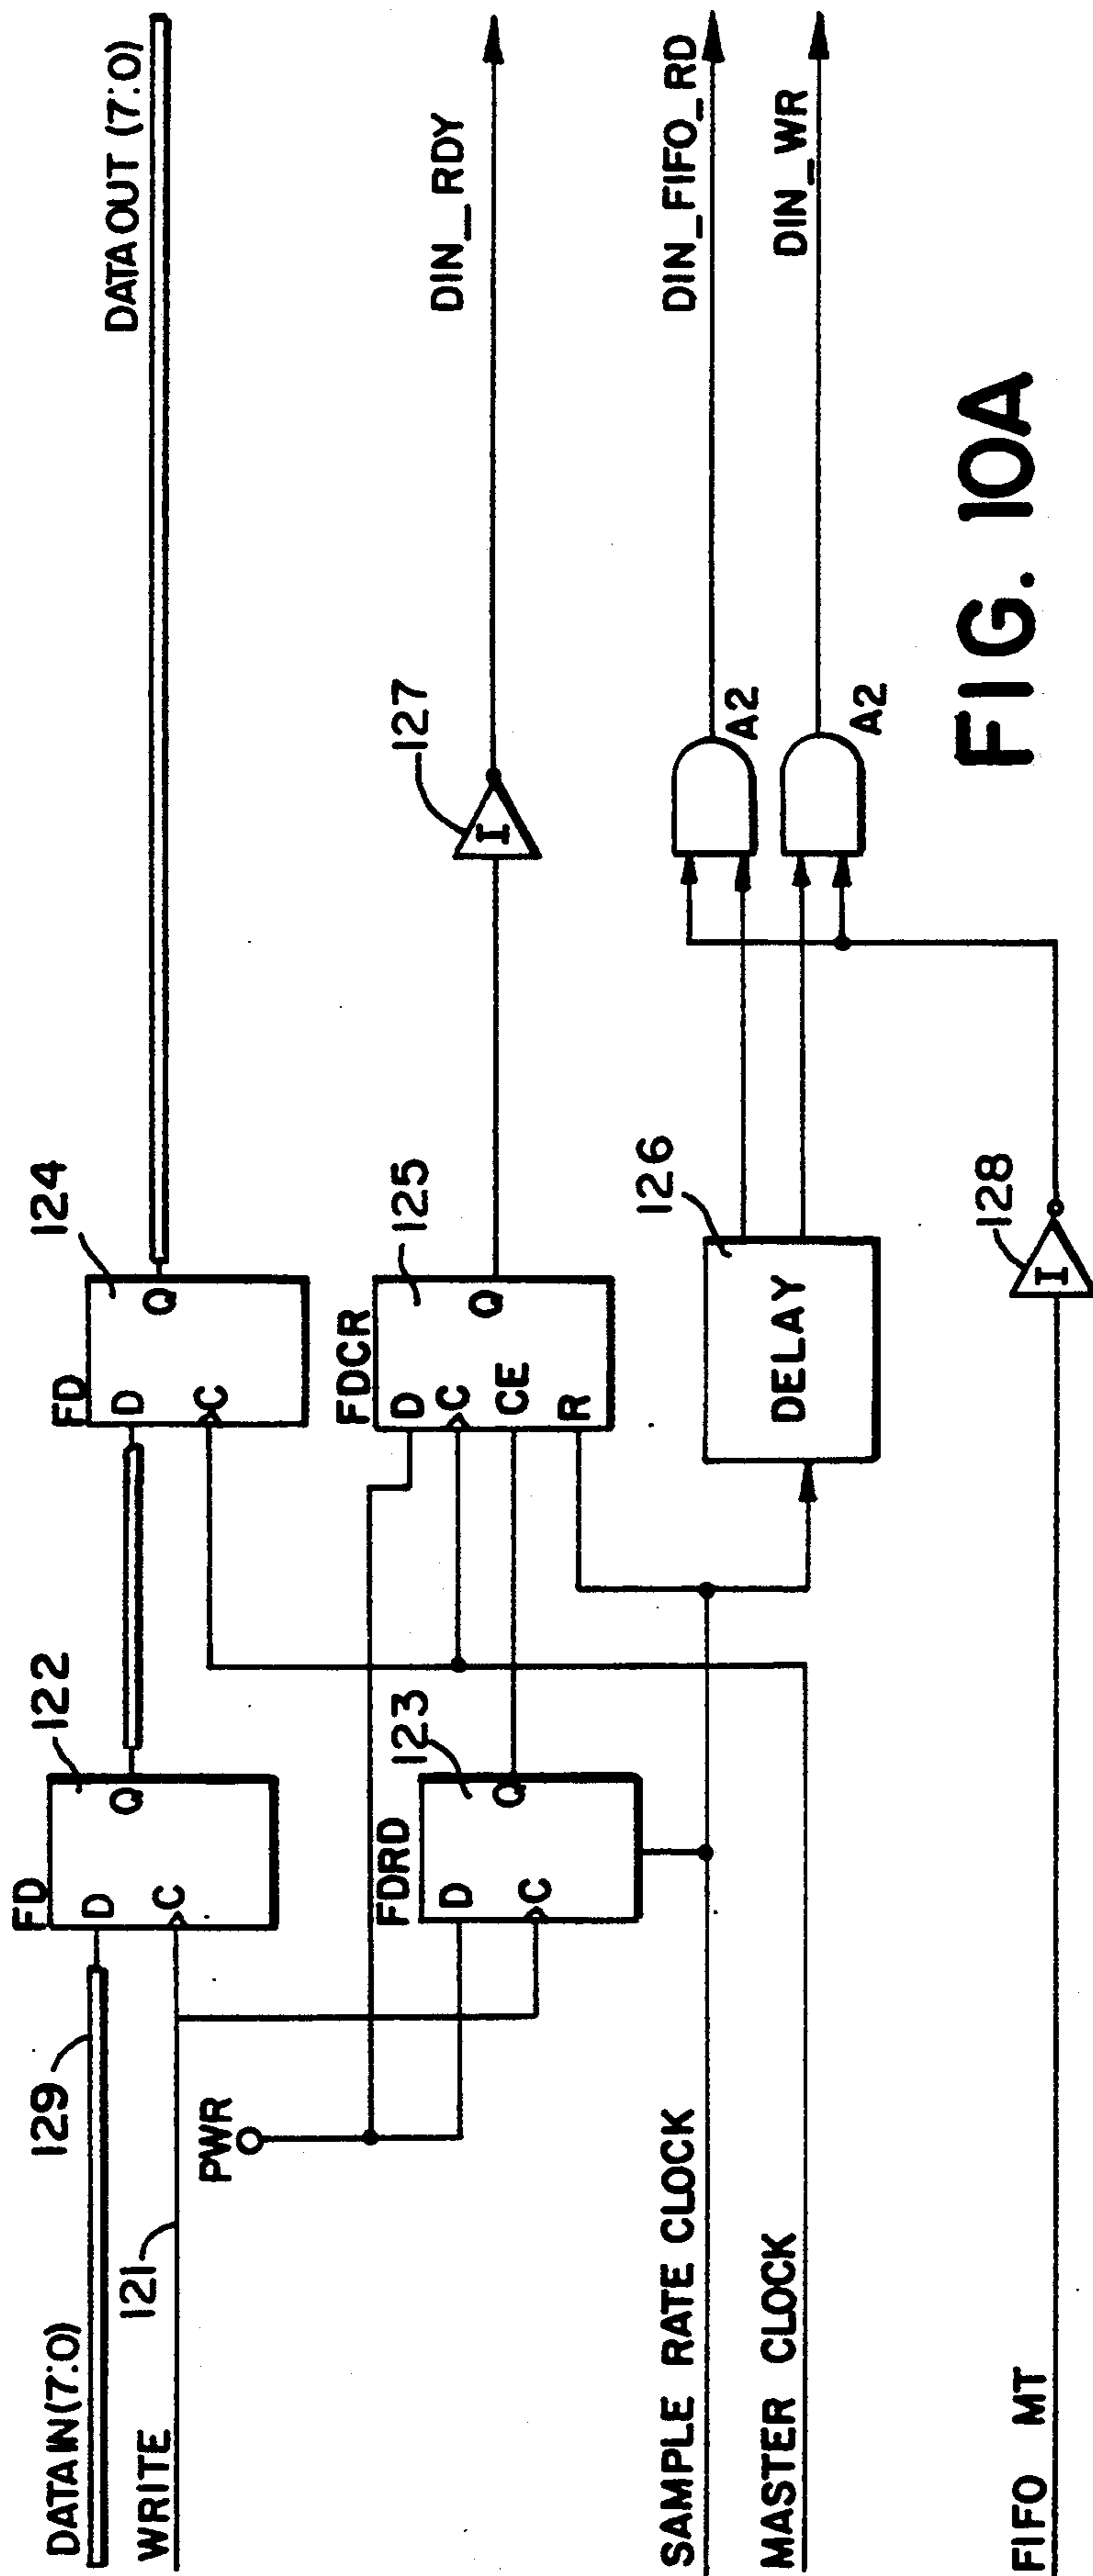 DATA IN (7:0)
129
FD
D
C
Q
122
FD
D
C
Q
124
DATA OUT (7:0)
WRITE
121
PWR
FDRD
D
C
Q
123
FDCR
D
C
CE
R
Q
125
I
127
DIN_RDY
SAMPLE RATE CLOCK
MASTER CLOCK
DELAY
126
A2
DIN_FIFO_RD
A2
DIN_WR
FIFO MT
I
128
FIG. 10A